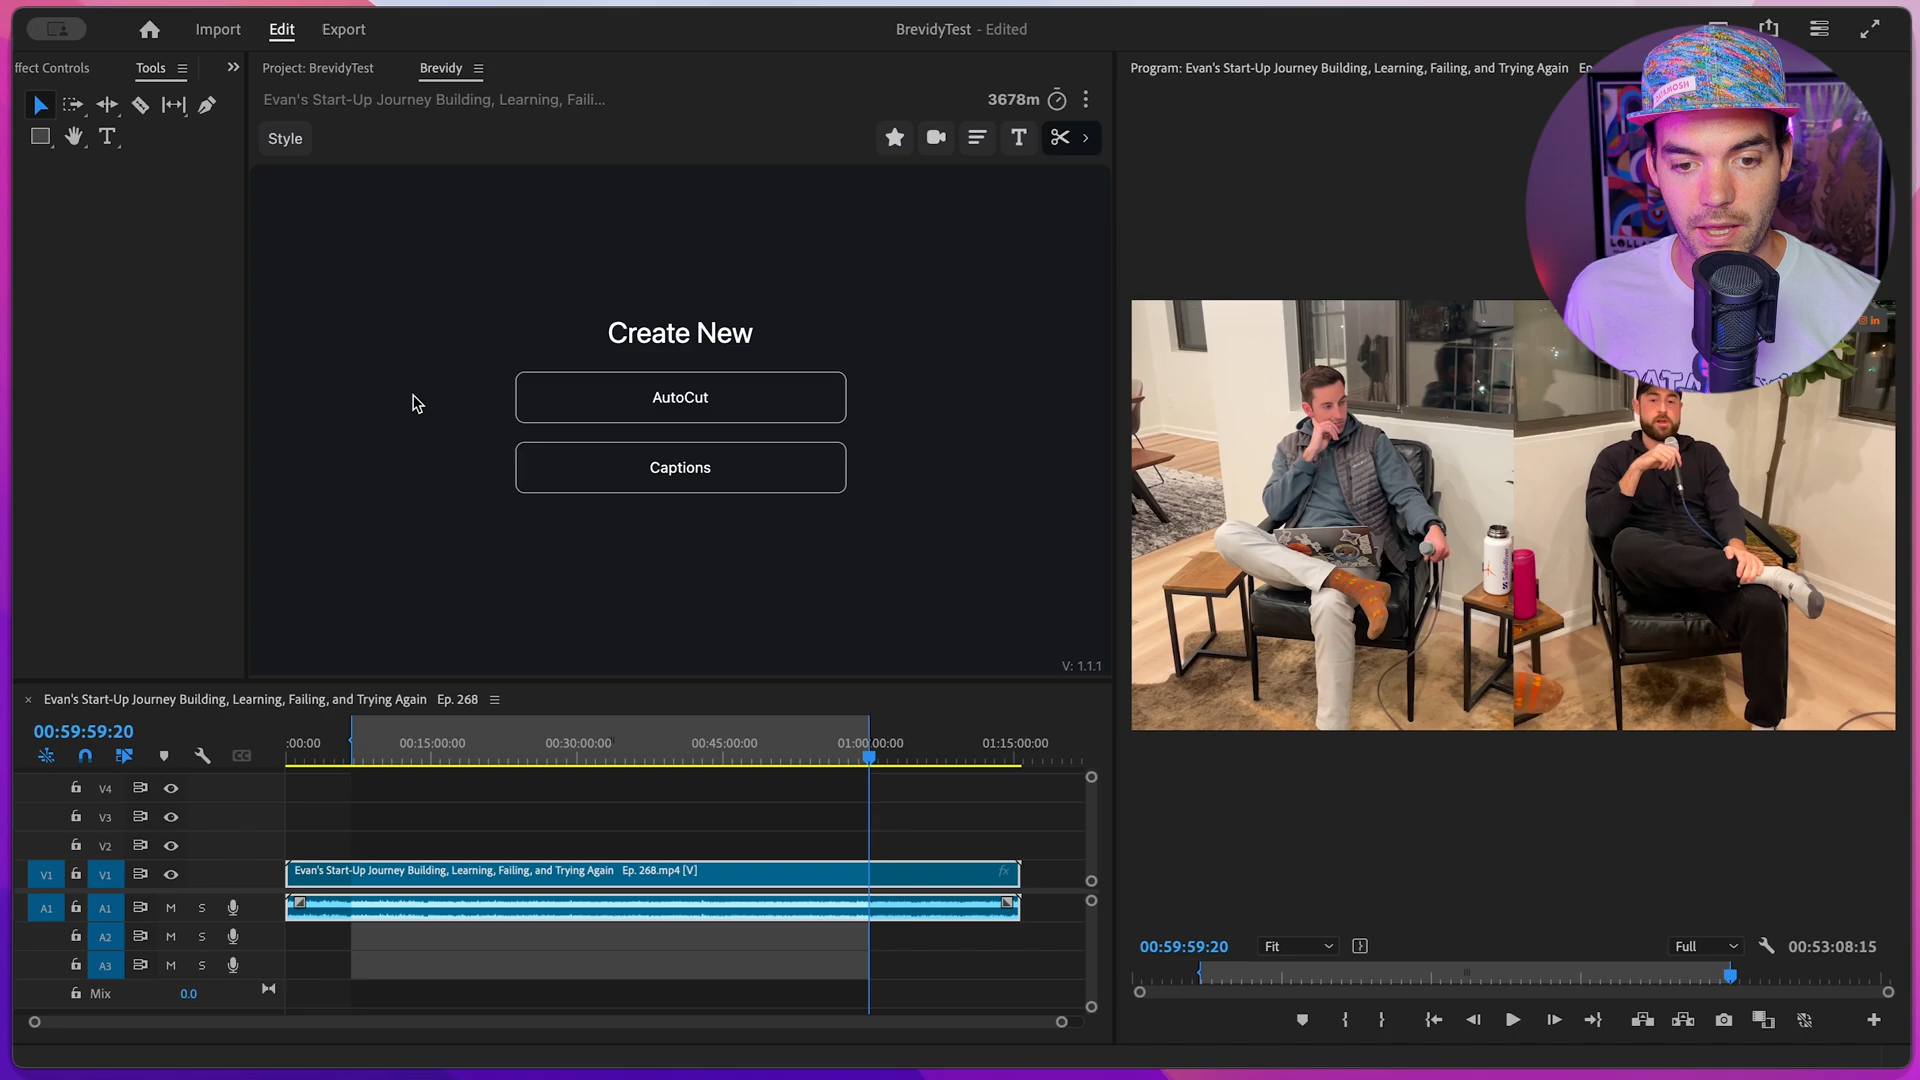 Import
Edit
Export
BrevidyTest - Edited
ffect Controls
Tools
Project: BrevidyTest
Brevidy
Program: Evan's Start-Up Journey Building, Learning, Failing, and Trying Again Ep
Evan's Start-Up Journey Building, Learning, Faili...
3678m
Style
DATAMOSH
Create New
AutoCut
Captions
V: 1.1.1
Evan's Start-Up Journey Building, Learning, Failing, and Trying Again Ep. 268
00:59:59:20
:00:00
00:15:00:00
00:30:00:00
00:45:00:00
01:00:00:00
01:15:00:00
V4
V3
V2
V1 V1
Evan's Start-Up Journey Building, Learning, Failing, and Trying Again Ep. 268.mp4 [V]
fx
A1 A1 M S
A2 M S
A3 M S
Mix 0.0
00:59:59:20
Fit
Full
00:53:08:15